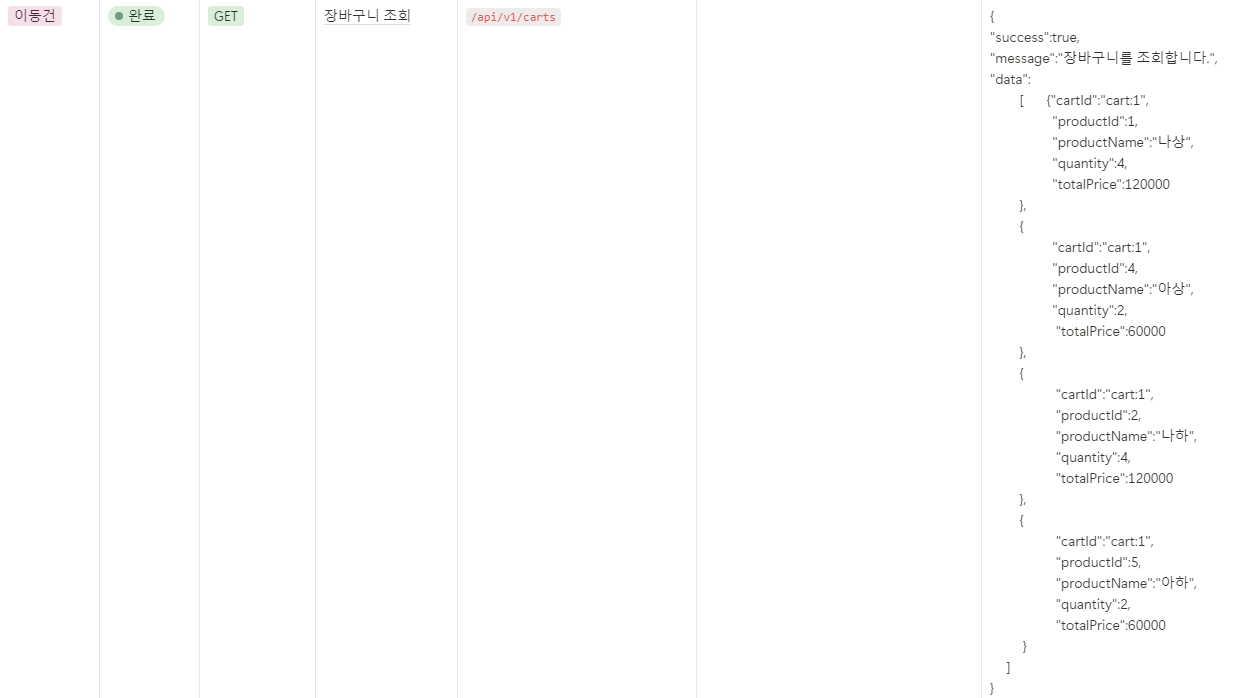 이동건
완료
GET
장바구니 조회
/api/v1/carts
{
"success":true,
"message":"장바구니를 조회합니다.",
"data":
[ {"cartId":"cart:1",
"productId":1,
"productName":"나상",
"quantity":4,
"totalPrice":120000
},
{
"cartId":"cart:1",
"productId":4,
"productName":"아상",
"quantity":2,
"totalPrice":60000
},
{
"cartId":"cart:1",
"productId":2,
"productName":"나하",
"quantity":4,
"totalPrice":120000
},
{
"cartId":"cart:1",
"productId":5,
"productName":"아하",
"quantity":2,
"totalPrice":60000
}
]
}